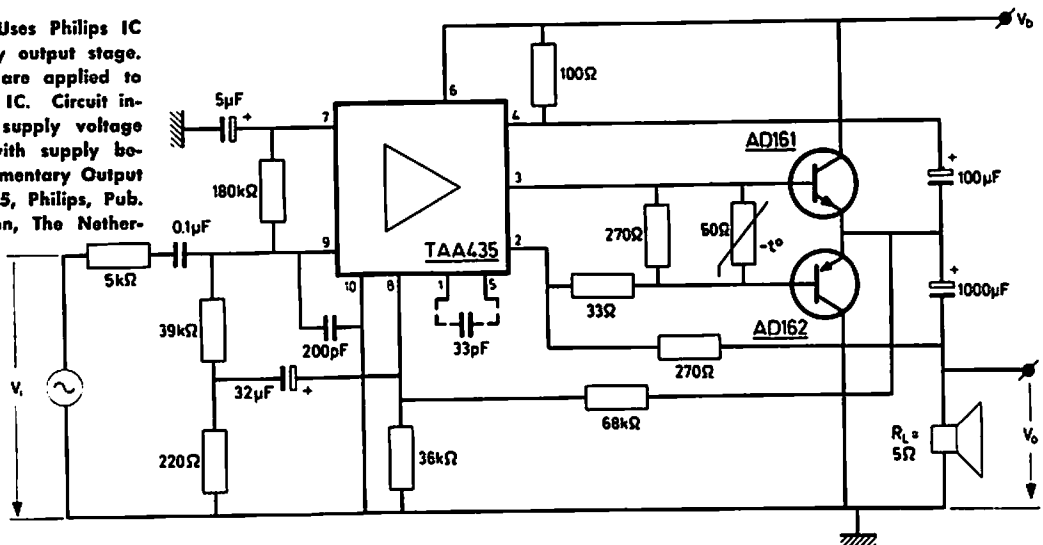 Uses Philips IC
y output stage.
are applied to
IC. Circuit in-
supply voltage
with supply bo-
mentary Output
5, Philips, Pub.
n, The Nether-
V_D
6
100Ω
5µF
+
7
4
180kΩ
AD161
+
100µF
3
270Ω
50Ω
-t°
0.1µF
9
TAA435
2
5kΩ
10
8
1
5
33Ω
+
1000µF
AD162
39kΩ
200pF
33pF
270Ω
V_i
32µF
+
68kΩ
220Ω
36kΩ
R_L=
5Ω
V_o